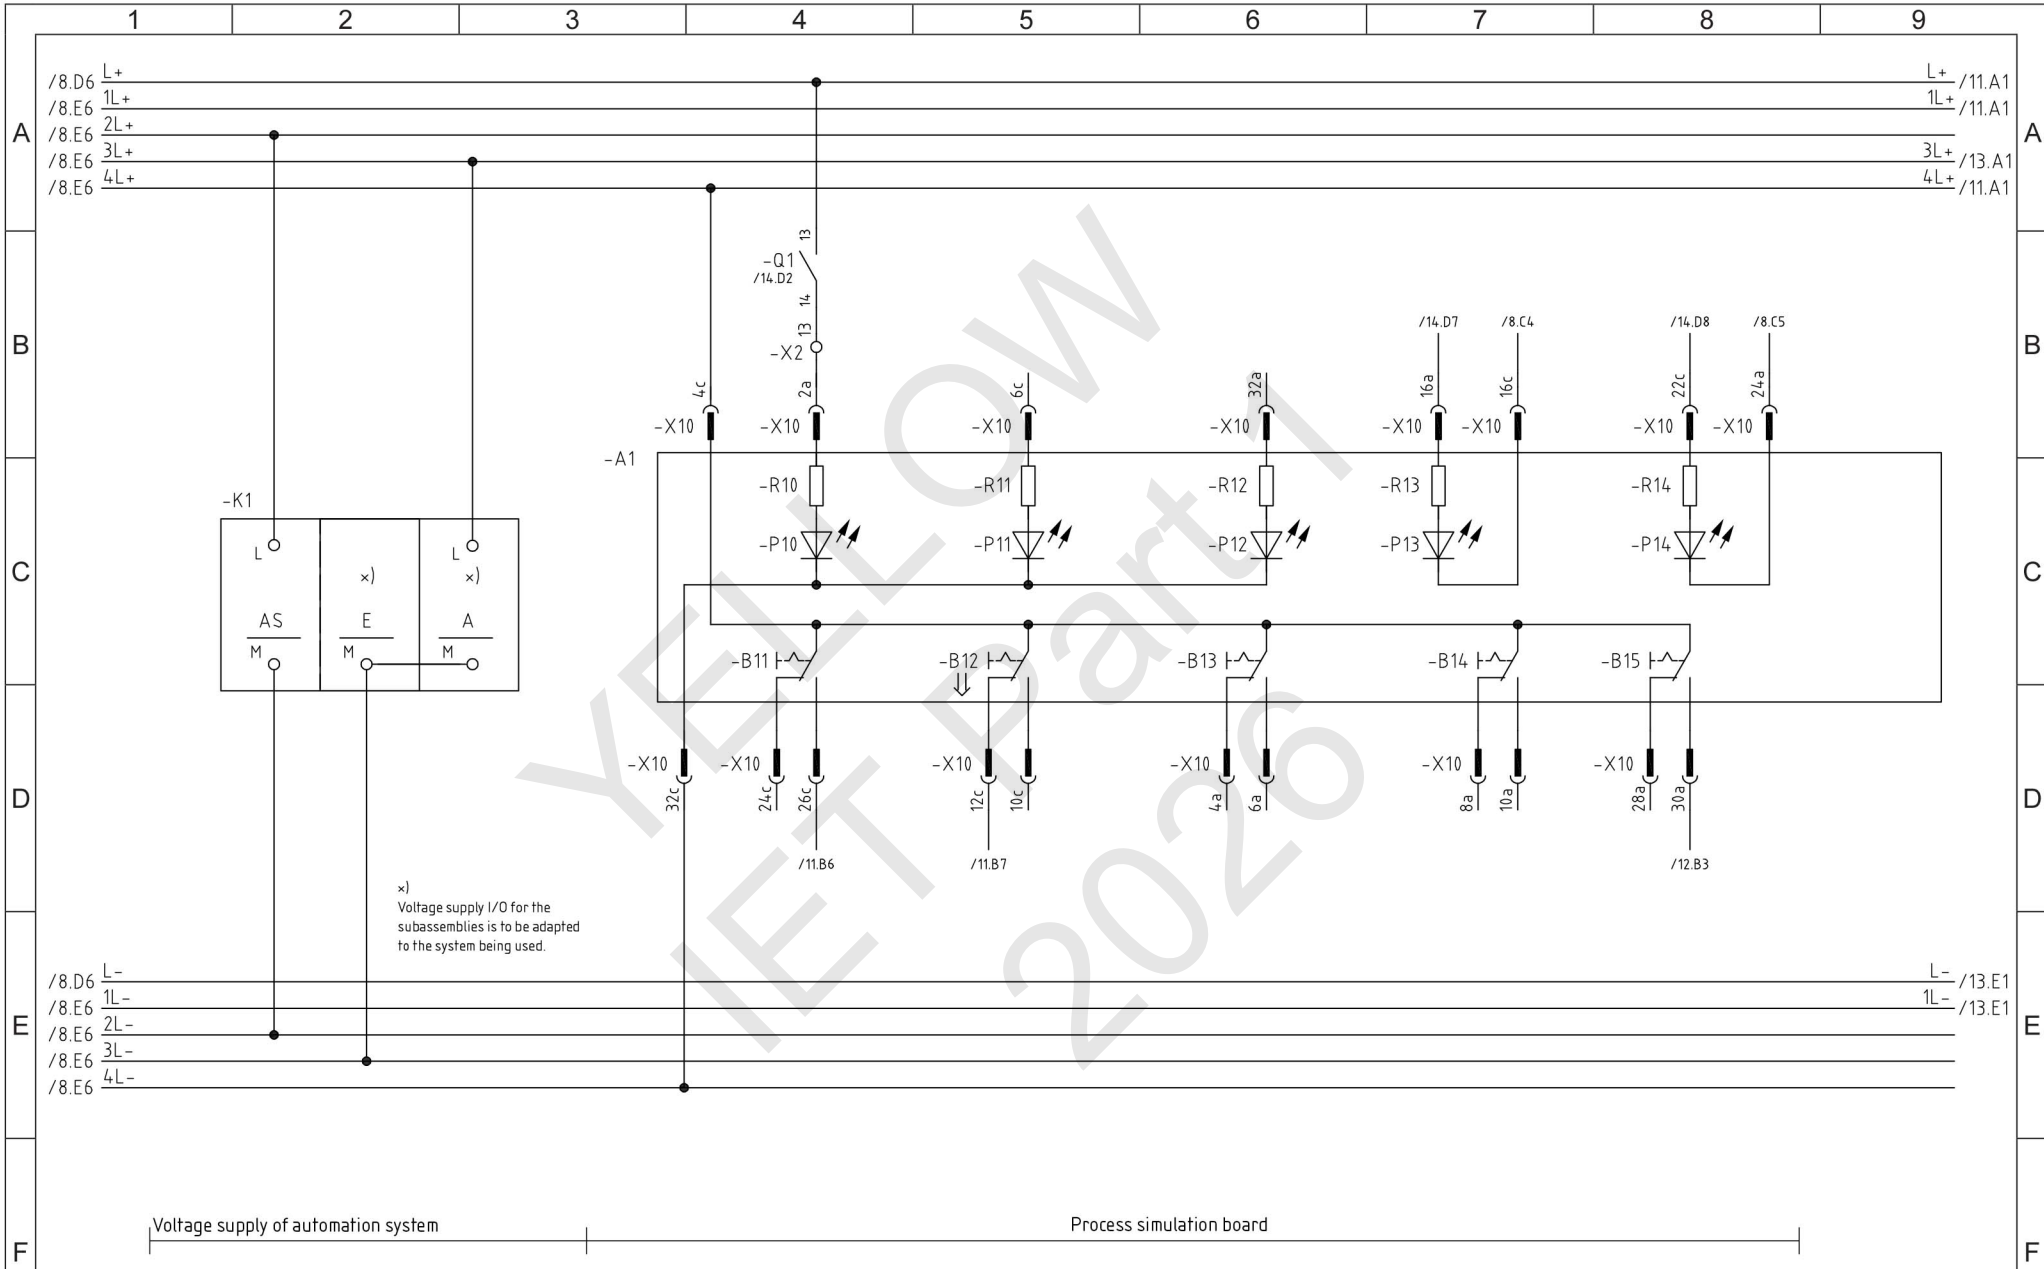 1 2 3 4 5 6 7 8 9
/8.D6 L+ L+ /11.A1
/8.E6 1L+ 1L+ /11.A1
A /8.E6 2L+ A
/8.E6 3L+ 3L+ /13.A1
/8.E6 4L+ 4L+ /11.A1
13
-Q1
/14.D2
14
13
/14.D7 /8.C4 /14.D8 /8.C5
B -X2 B
4c 2a 6c 32a 16a 16c 22c 24a
-X10 -X10 -X10 -X10 -X10 -X10 -X10 -X10
-A1
-R10 -R11 -R12 -R13 -R14
-K1
L L -P10 -P11 -P12 -P13 -P14
C x) x) C
AS E A
M M -B11 -B12 -B13 -B14 -B15
-X10 -X10 -X10 -X10 -X10 -X10
D 32c 24c 26c 12c 10c 4a 6a 8a 10a 28a 30a D
/11.B6 /11.B7 /12.B3
x)
Voltage supply I/O for the
subassemblies is to be adapted
to the system being used.
/8.D6 L- L- /13.E1
/8.E6 1L- 1L- /13.E1
E /8.E6 2L- E
/8.E6 3L-
/8.E6 4L-
Voltage supply of automation system Process simulation board
F F
YELLOW
IET Part 1
2026